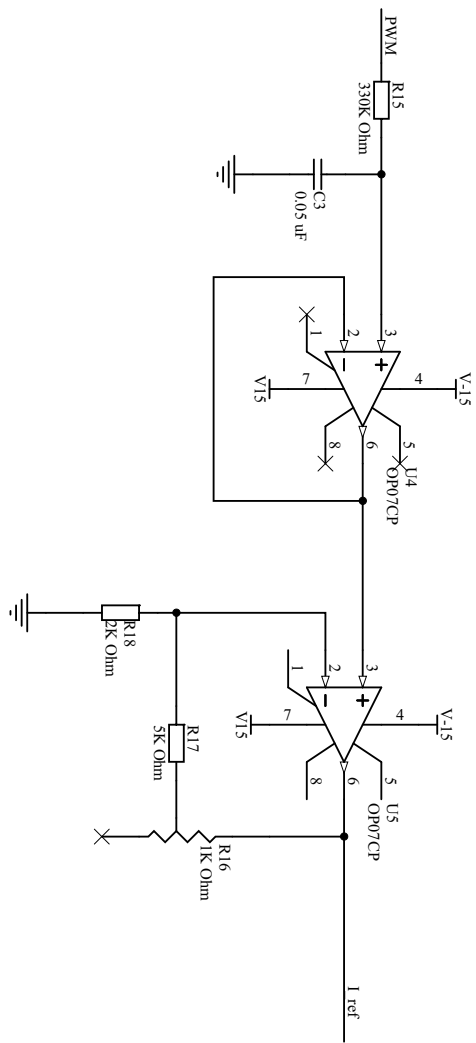 PWM
R15
330K Ohm
C3
0.05 uF
1
2
3
V15
7
4
V-15
8
6
5
U4
OP07CP
R18
2K Ohm
R17
5K Ohm
R16
1K Ohm
1
2
3
V15
7
4
V-15
8
6
5
U5
OP07CP
I ref